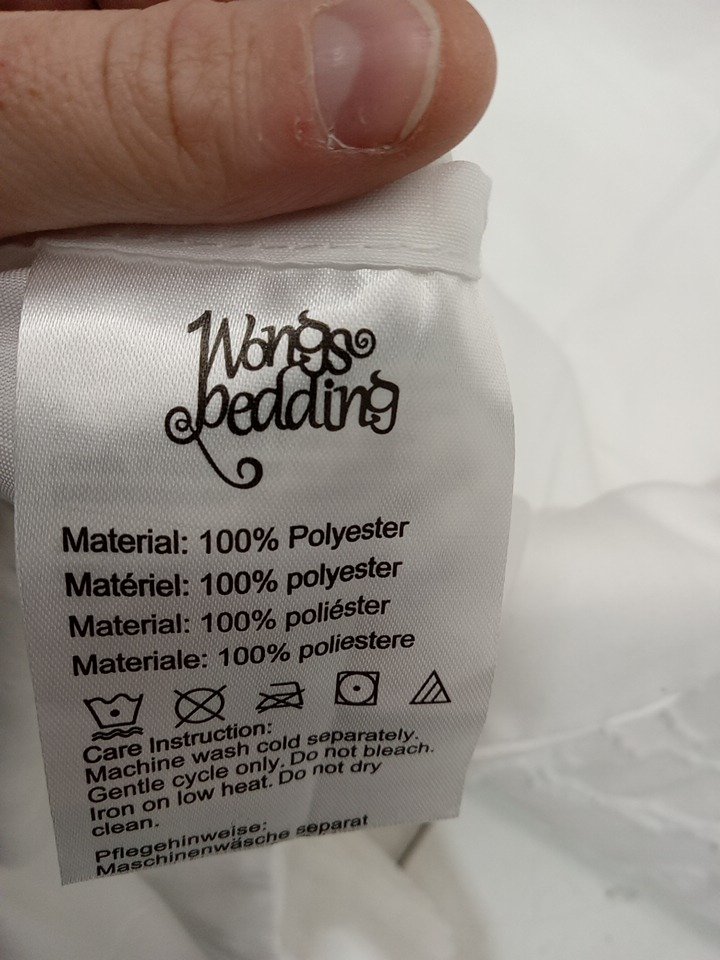 Wongs
bedding
Material: 100% Polyester
Matériel: 100% polyester
Material: 100% poliéster
Materiale: 100% poliestere
Care Instruction:
Machine wash cold separately.
Gentle cycle only. Do not bleach.
Iron on low heat. Do not dry
clean.
Pflegehinweise:
Maschinenwäsche separat